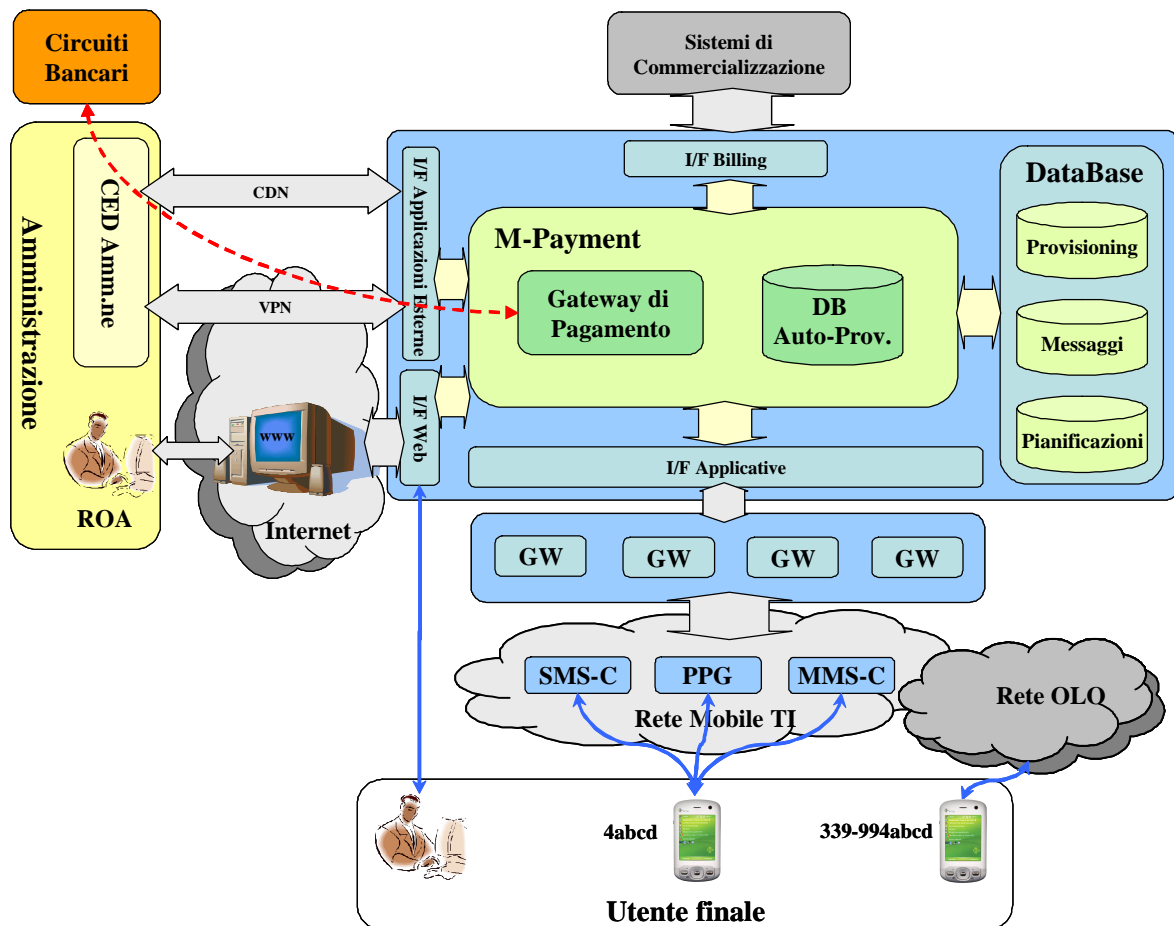 Circuiti
Bancari
Sistemi di
Commercializzazione
Amministrazione
CED Amm.ne
CDN
VPN
I/F Applicazioni Esterne
I/F Billing
DataBase
Provisioning
Messaggi
Pianificazioni
M-Payment
Gateway di
Pagamento
DB
Auto-Prov.
I/F Web
www
ROA
Internet
I/F Applicative
GW
GW
GW
GW
SMS-C
PPG
MMS-C
Rete Mobile TI
Rete OLO
4abcd
339-994abcd
Utente finale